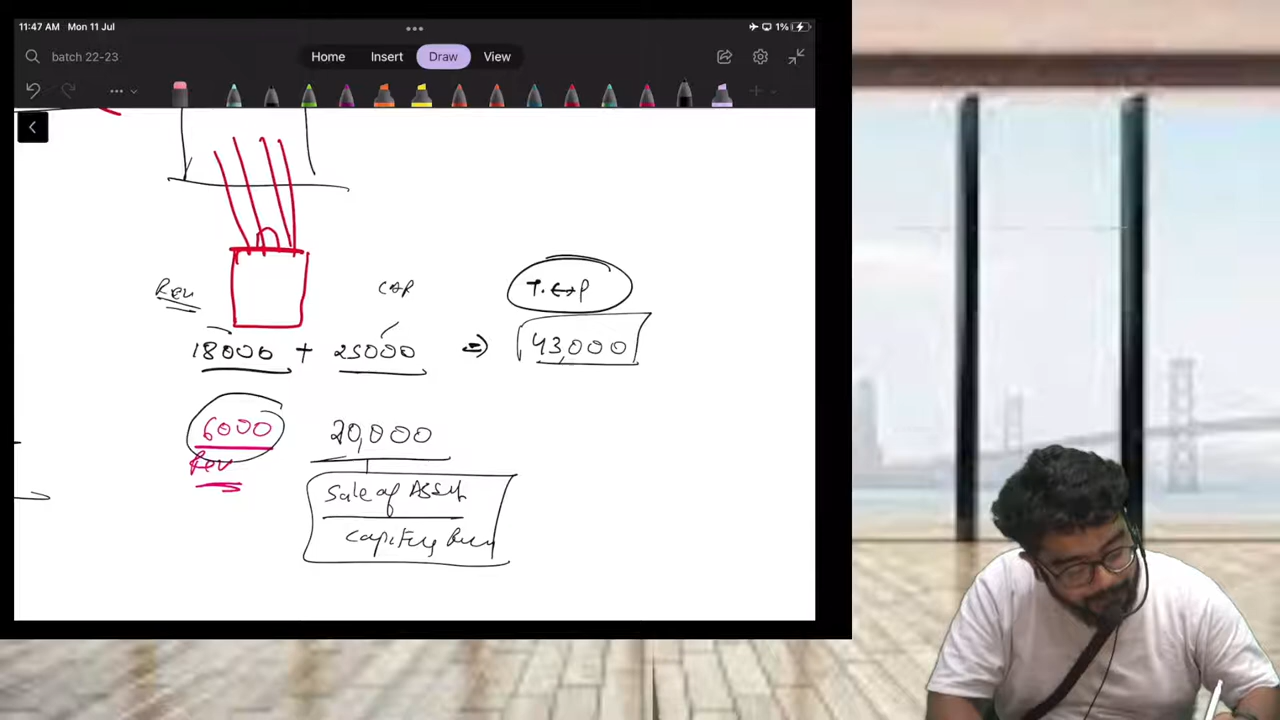 11:47 AM Mon 11 Jul
1%
batch 22-23
Home Insert Draw View
Rev CAP T. ↔ P
18000 + 25000 ⇒ 43,000
6000 20,000
Rev
Sale of Asset